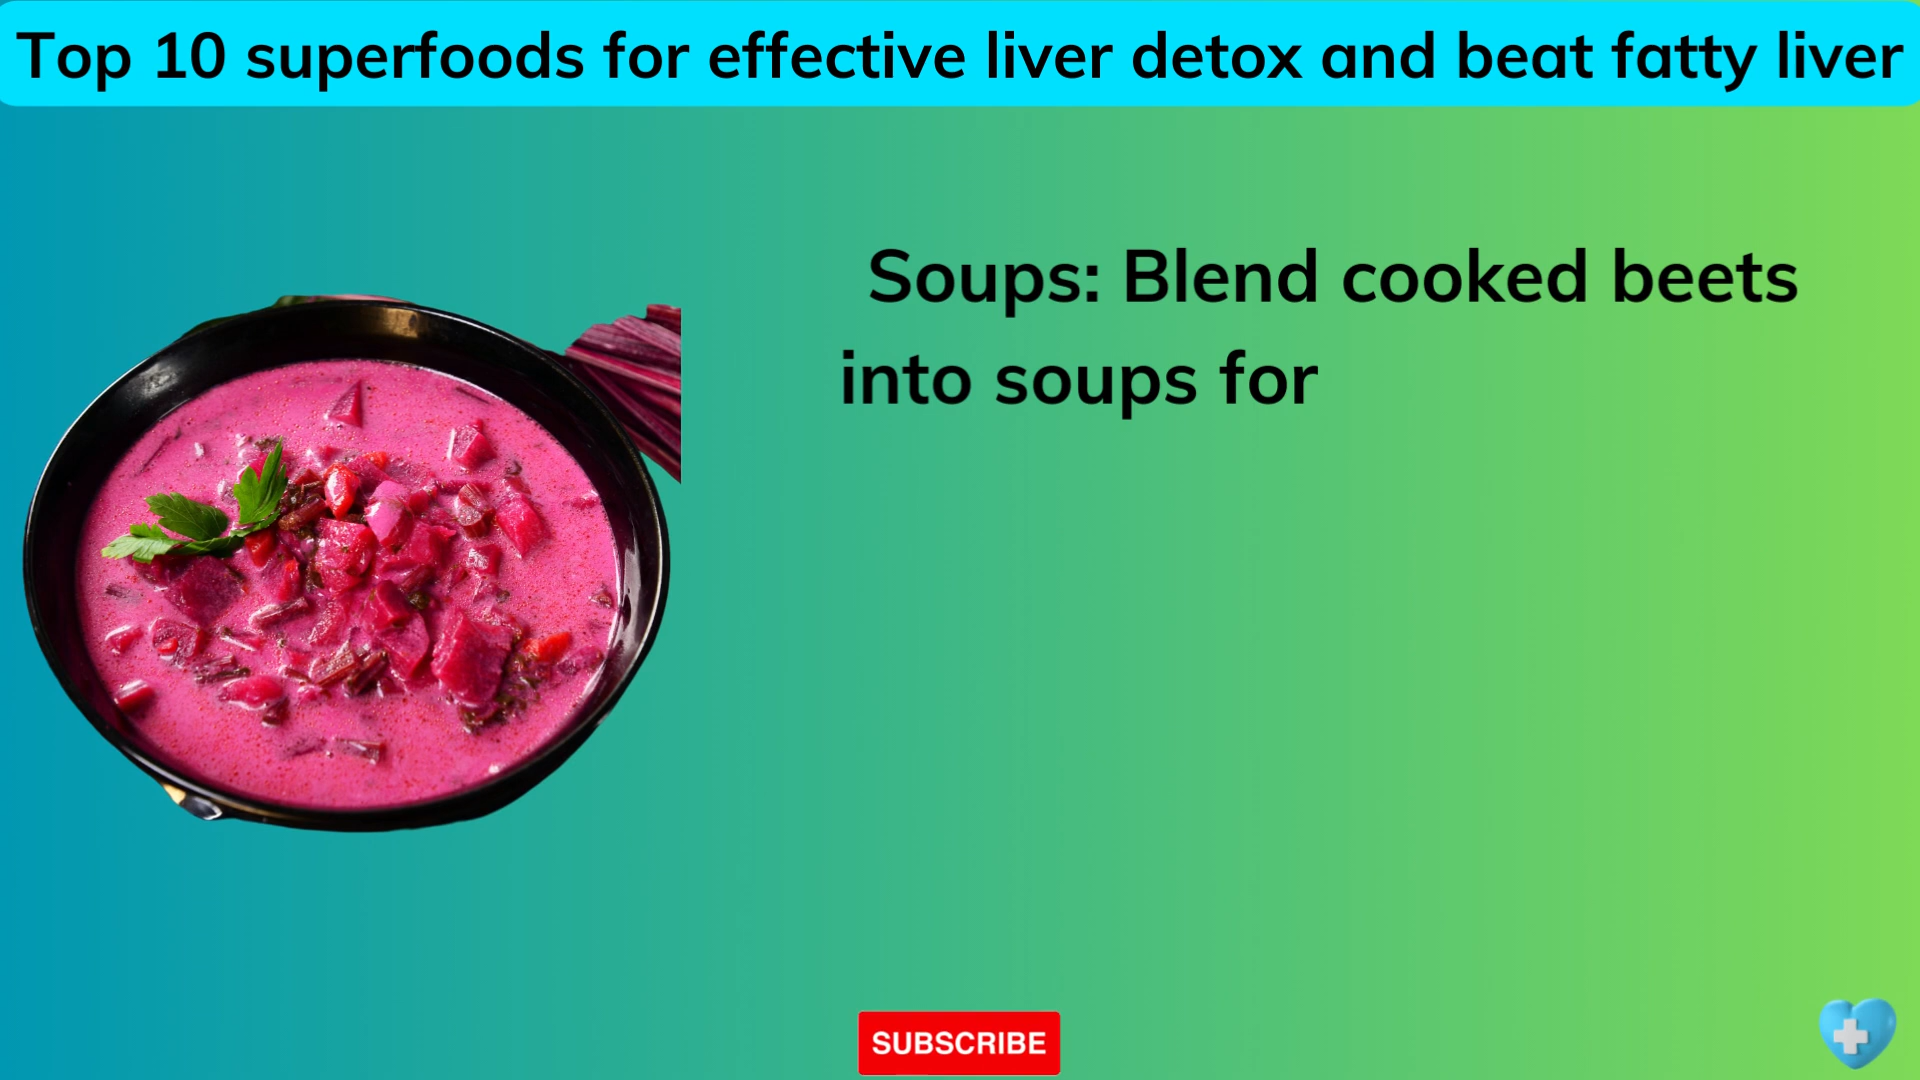 Top 10 superfoods for effective liver detox and beat fatty liver
Soups: Blend cooked beets
into soups for
SUBSCRIBE